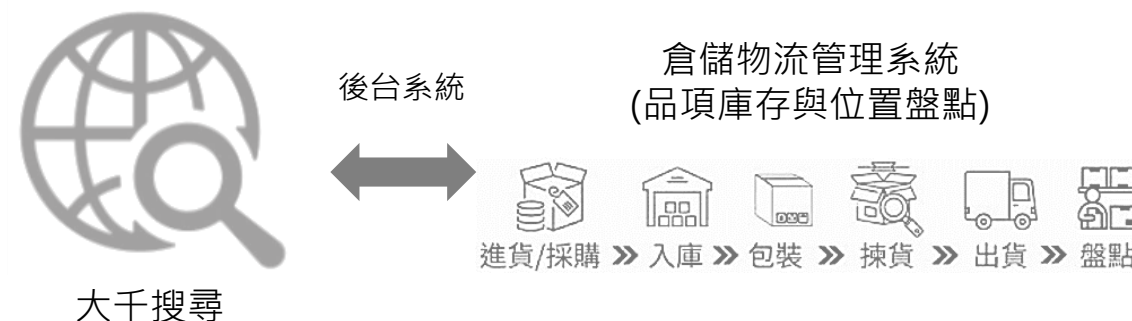 後台系統
倉儲物流管理系統
(品項庫存與位置盤點)
進貨/採購 » 入庫 » 包裝 » 揀貨 » 出貨 » 盤點
大千搜尋